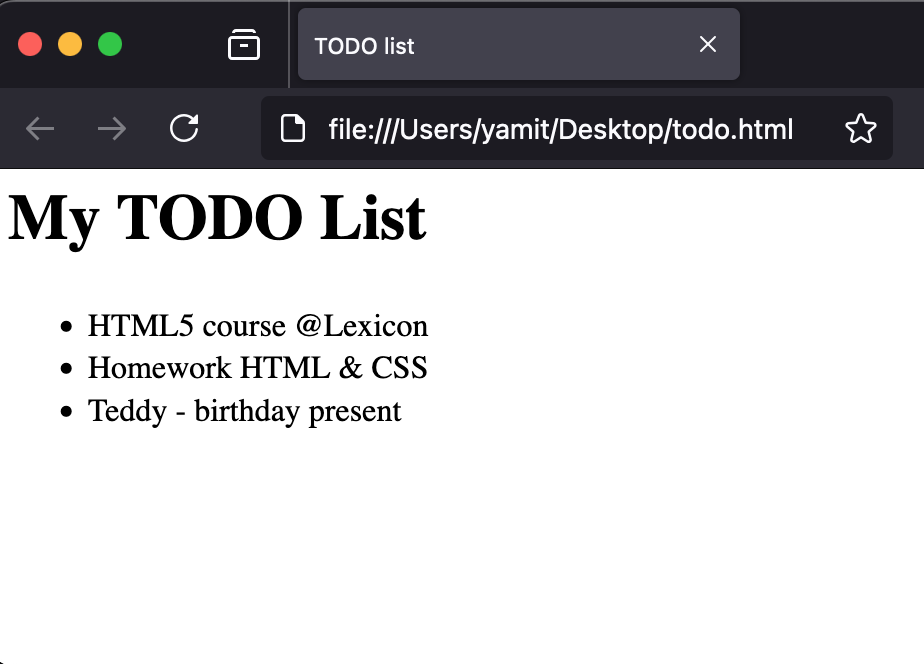 TODO list
file:///Users/yamit/Desktop/todo.html
My TODO List
HTML5 course @Lexicon
Homework HTML & CSS
Teddy - birthday present